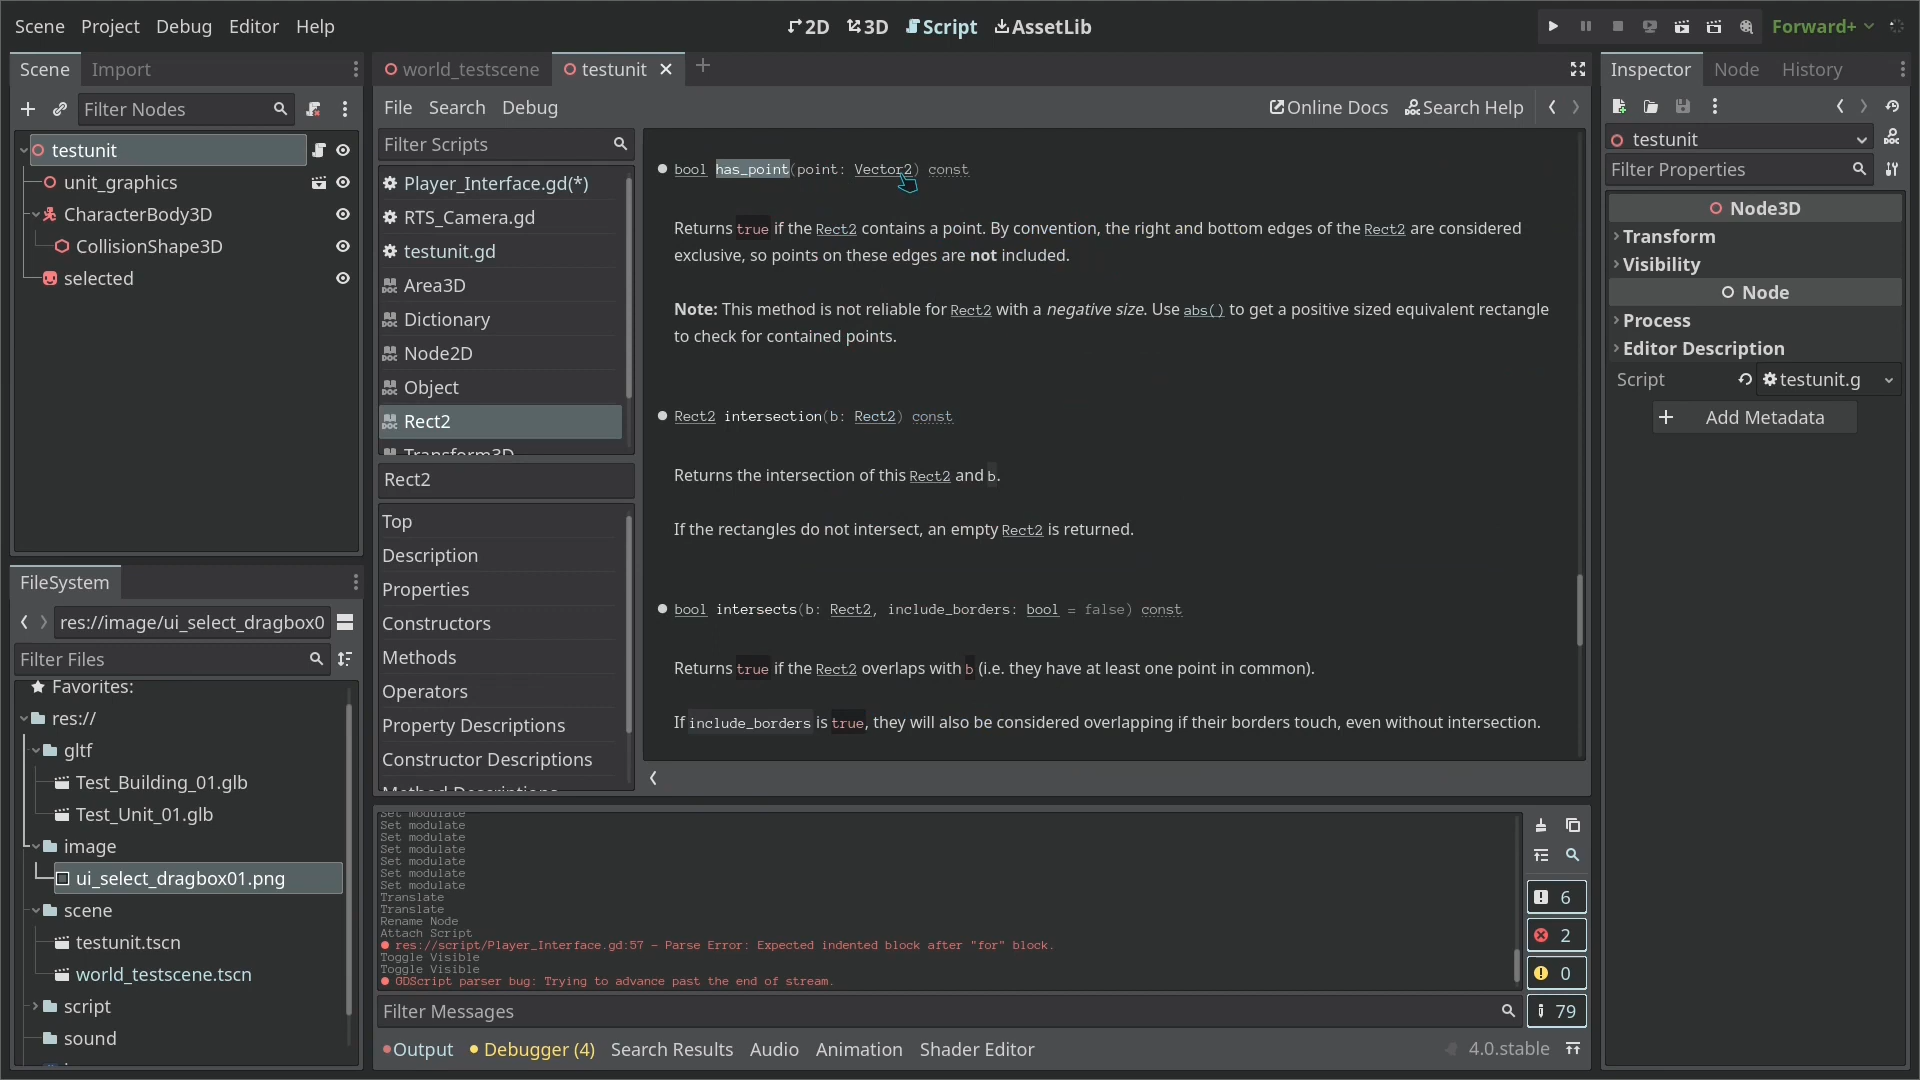 Scene Project Debug Editor Help
2D 3D Script AssetLib
Forward+
Scene Import
Filter Nodes
testunit
unit_graphics
CharacterBody3D
CollisionShape3D
selected
FileSystem
res://image/ui_select_dragbox0
Filter Files
Favorites:
res://
gltf
Test_Building_01.glb
Test_Unit_01.glb
image
ui_select_dragbox01.png
scene
testunit.tscn
world_testscene.tscn
script
sound
world_testscene testunit
File Search Debug
Online Docs Search Help
Filter Scripts
Player_Interface.gd(*)
RTS_Camera.gd
testunit.gd
Area3D
Dictionary
Node2D
Object
Rect2
Transform3D
Rect2
Top
Description
Properties
Constructors
Methods
Operators
Property Descriptions
Constructor Descriptions
Method Descriptions
bool has_point(point: Vector2) const
Returns true if the Rect2 contains a point. By convention, the right and bottom edges of the Rect2 are considered
exclusive, so points on these edges are not included.
Note: This method is not reliable for Rect2 with a negative size. Use abs() to get a positive sized equivalent rectangle
to check for contained points.
Rect2 intersection(b: Rect2) const
Returns the intersection of this Rect2 and b.
If the rectangles do not intersect, an empty Rect2 is returned.
bool intersects(b: Rect2, include_borders: bool = false) const
Returns true if the Rect2 overlaps with b (i.e. they have at least one point in common).
If include_borders is true, they will also be considered overlapping if their borders touch, even without intersection.
Set modulate
Set modulate
Set modulate
Set modulate
Set modulate
Set modulate
Set modulate
Translate
Translate
Rename Node
Attach Script
res://script/Player_Interface.gd:57 - Parse Error: Expected indented block after "for" block.
Toggle Visible
Toggle Visible
GDScript parser bug: Trying to advance past the end of stream.
6
2
0
79
Filter Messages
Output Debugger (4) Search Results Audio Animation Shader Editor
4.0.stable
Inspector Node History
testunit
Filter Properties
Node3D
Transform
Visibility
Node
Process
Editor Description
Script testunit.g
Add Metadata